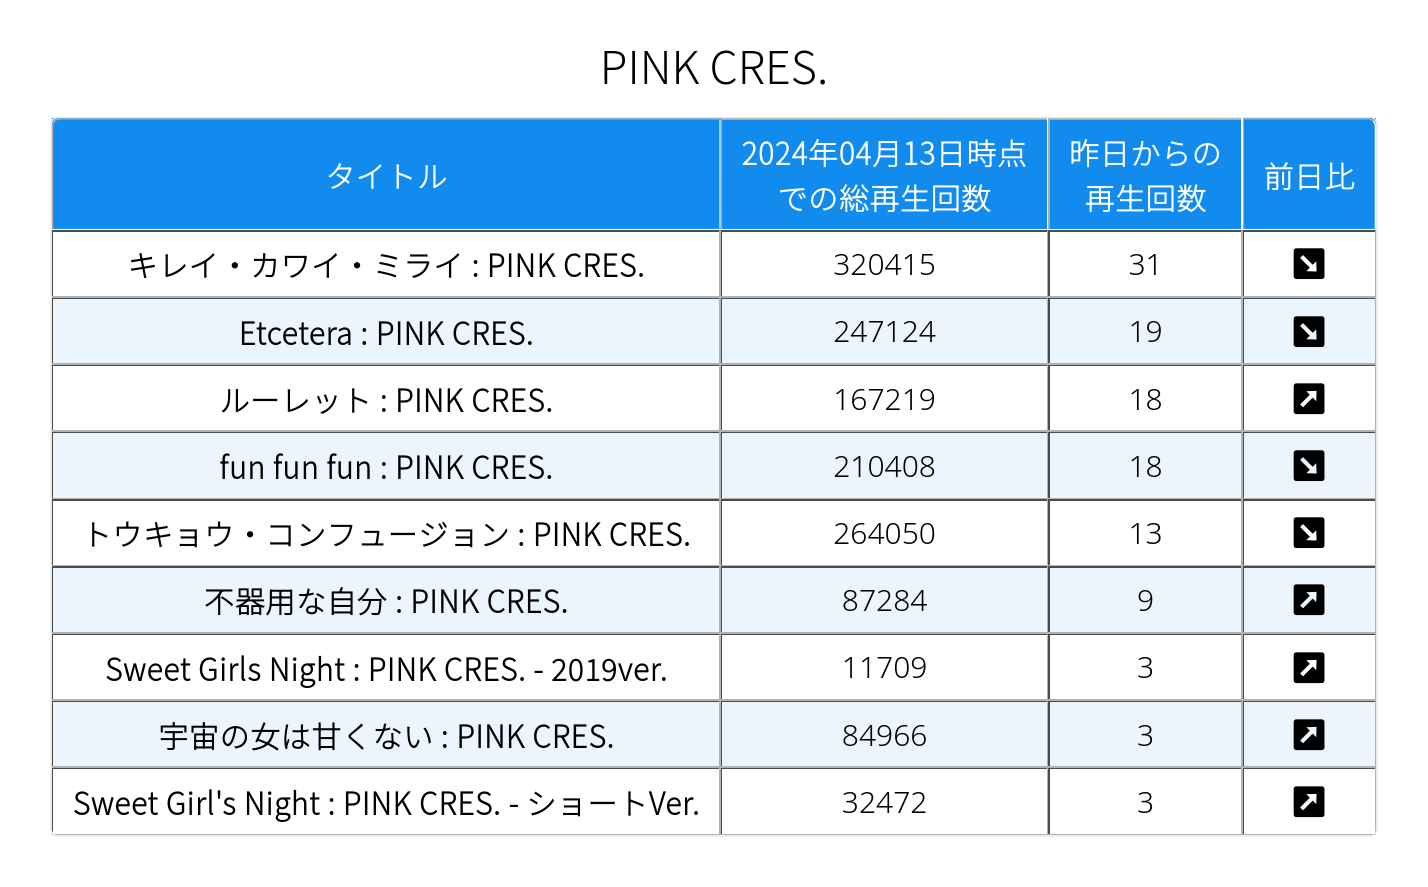 PINK CRES.
タイトル
2024年04月13日時点
での総再生回数
昨日からの
再生回数
前日比
キレイ・カワイ・ミライ : PINK CRES. 320415 31
Etcetera : PINK CRES. 247124 19
ルーレット : PINK CRES. 167219 18
fun fun fun : PINK CRES. 210408 18
トウキョウ・コンフュージョン : PINK CRES. 264050 13
不器用な自分 : PINK CRES. 87284 9
Sweet Girls Night : PINK CRES. - 2019ver. 11709 3
宇宙の女は甘くない : PINK CRES. 84966 3
Sweet Girl's Night : PINK CRES. - ショートVer. 32472 3